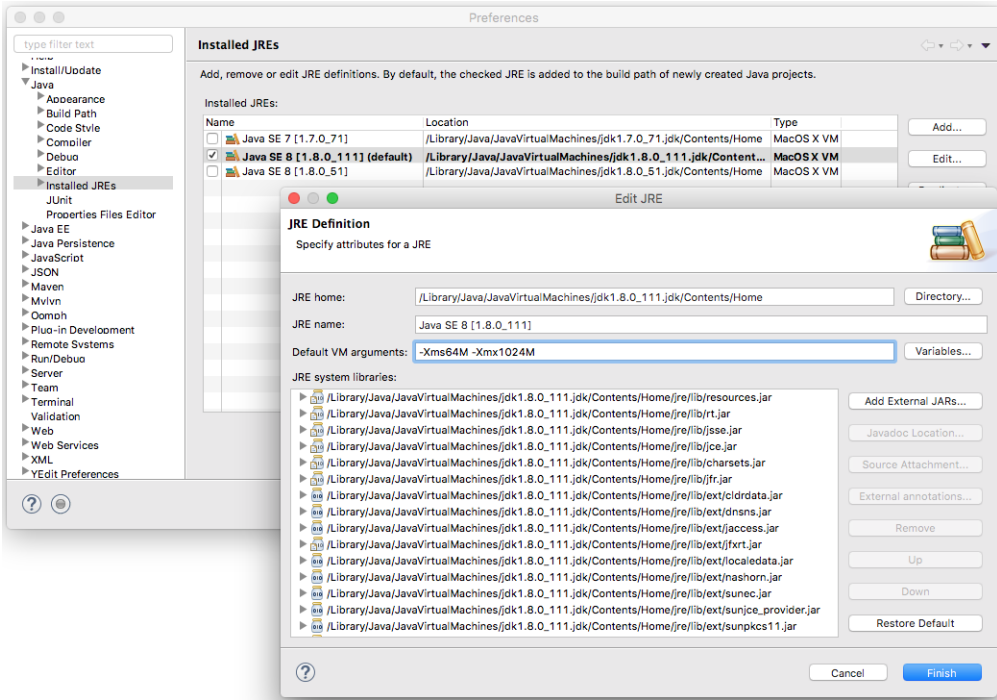 Preferences
type filter text
Install/Update
Java
Appearance
Build Path
Code Style
Compiler
Debug
Editor
Installed JREs
JUnit
Properties Files Editor
Java EE
Java Persistence
JavaScript
JSON
Maven
Mylyn
Oomph
Plug-in Development
Remote Systems
Run/Debug
Server
Team
Terminal
Validation
Web
Web Services
XML
YEdit Preferences
Installed JREs
Add, remove or edit JRE definitions. By default, the checked JRE is added to the build path of newly created Java projects.
Installed JREs:
Name Location Type
Java SE 7 [1.7.0_71] /Library/Java/JavaVirtualMachines/jdk1.7.0_71.jdk/Contents/Home MacOS X VM
Java SE 8 [1.8.0_111] (default) /Library/Java/JavaVirtualMachines/jdk1.8.0_111.jdk/Content... MacOS X VM
Java SE 8 [1.8.0_51] /Library/Java/JavaVirtualMachines/jdk1.8.0_51.jdk/Contents/Home MacOS X VM
Add...
Edit...
Edit JRE
JRE Definition
Specify attributes for a JRE
JRE home: /Library/Java/JavaVirtualMachines/jdk1.8.0_111.jdk/Contents/Home Directory...
JRE name: Java SE 8 [1.8.0_111]
Default VM arguments: -Xms64M -Xmx1024M Variables...
JRE system libraries:
/Library/Java/JavaVirtualMachines/jdk1.8.0_111.jdk/Contents/Home/jre/lib/resources.jar
/Library/Java/JavaVirtualMachines/jdk1.8.0_111.jdk/Contents/Home/jre/lib/rt.jar
/Library/Java/JavaVirtualMachines/jdk1.8.0_111.jdk/Contents/Home/jre/lib/jsse.jar
/Library/Java/JavaVirtualMachines/jdk1.8.0_111.jdk/Contents/Home/jre/lib/jce.jar
/Library/Java/JavaVirtualMachines/jdk1.8.0_111.jdk/Contents/Home/jre/lib/charsets.jar
/Library/Java/JavaVirtualMachines/jdk1.8.0_111.jdk/Contents/Home/jre/lib/jfr.jar
/Library/Java/JavaVirtualMachines/jdk1.8.0_111.jdk/Contents/Home/jre/lib/ext/cldrdata.jar
/Library/Java/JavaVirtualMachines/jdk1.8.0_111.jdk/Contents/Home/jre/lib/ext/dnsns.jar
/Library/Java/JavaVirtualMachines/jdk1.8.0_111.jdk/Contents/Home/jre/lib/ext/jaccess.jar
/Library/Java/JavaVirtualMachines/jdk1.8.0_111.jdk/Contents/Home/jre/lib/ext/jfxrt.jar
/Library/Java/JavaVirtualMachines/jdk1.8.0_111.jdk/Contents/Home/jre/lib/ext/localedata.jar
/Library/Java/JavaVirtualMachines/jdk1.8.0_111.jdk/Contents/Home/jre/lib/ext/nashorn.jar
/Library/Java/JavaVirtualMachines/jdk1.8.0_111.jdk/Contents/Home/jre/lib/ext/sunec.jar
/Library/Java/JavaVirtualMachines/jdk1.8.0_111.jdk/Contents/Home/jre/lib/ext/sunjce_provider.jar
/Library/Java/JavaVirtualMachines/jdk1.8.0_111.jdk/Contents/Home/jre/lib/ext/sunpkcs11.jar
Add External JARs...
Javadoc Location...
Source Attachment...
External annotations...
Remove
Up
Down
Restore Default
Cancel
Finish